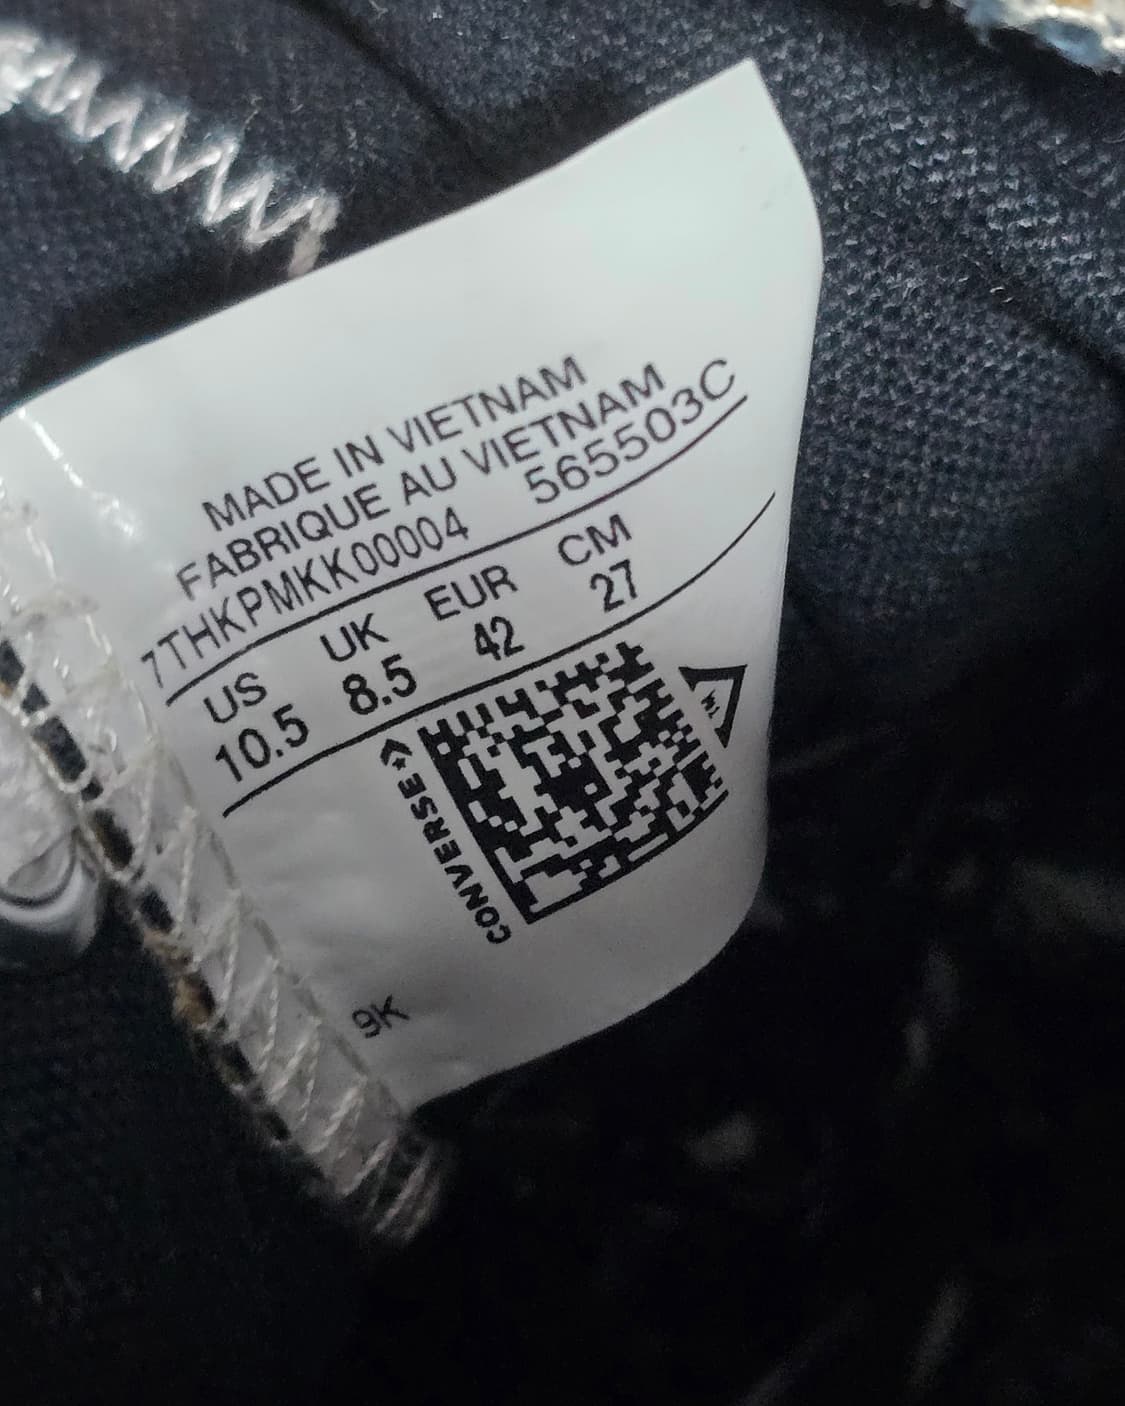 MADE IN VIETNAM
FABRIQUE AU VIETNAM
7THKPMKK00004 565503C
US UK EUR CM
10.5 8.5 42 27
CONVERSE
9K